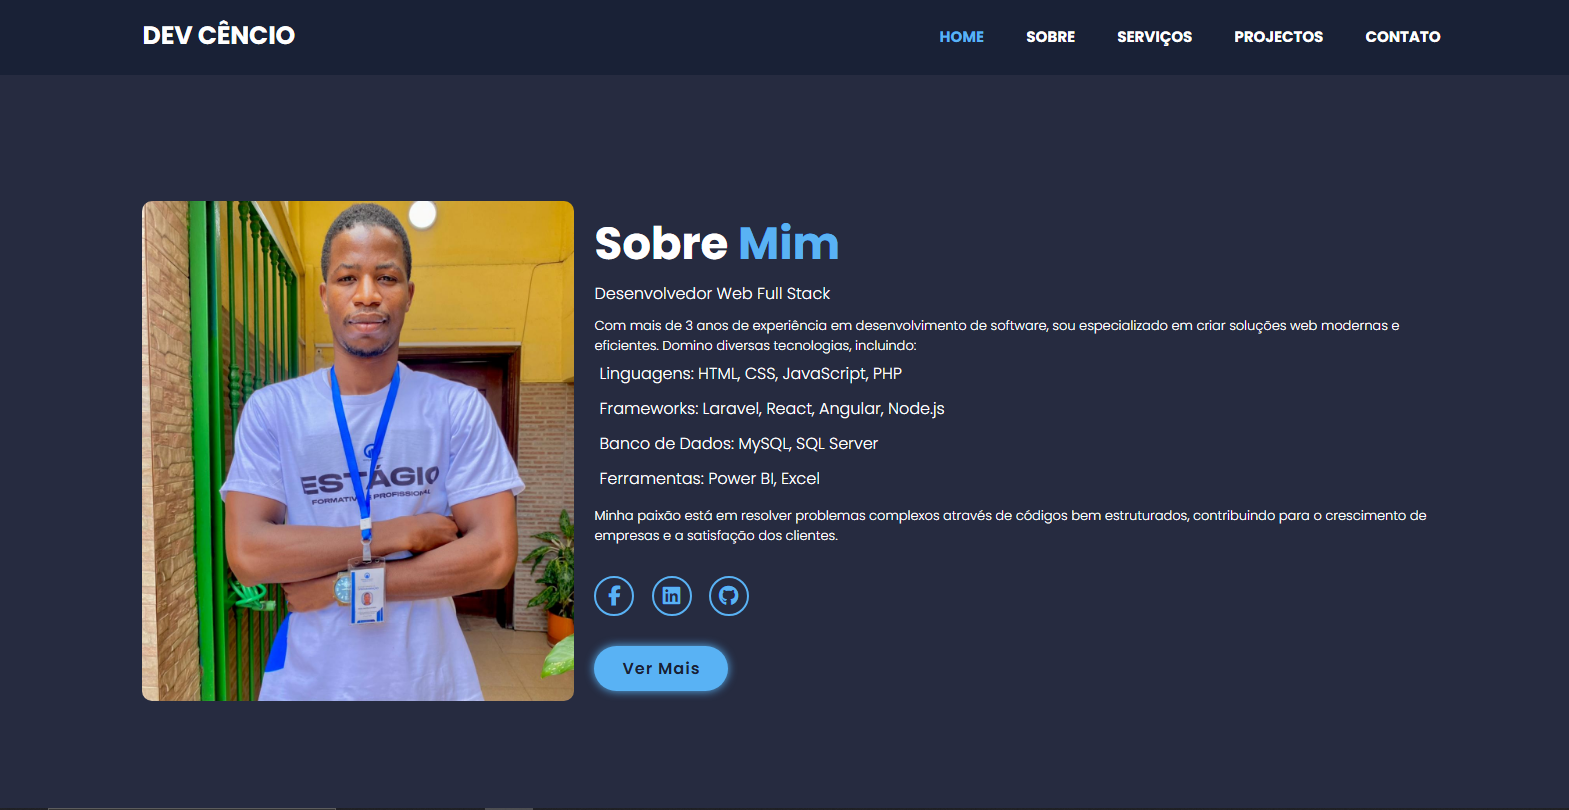 DEV CÊNCIO
HOME SOBRE SERVIÇOS PROJECTOS CONTATO
Sobre Mim
Desenvolvedor Web Full Stack
Com mais de 3 anos de experiência em desenvolvimento de software, sou especializado em criar soluções web modernas e
eficientes. Domino diversas tecnologias, incluindo:
Linguagens: HTML, CSS, JavaScript, PHP
Frameworks: Laravel, React, Angular, Node.js
Banco de Dados: MySQL, SQL Server
Ferramentas: Power BI, Excel
Minha paixão está em resolver problemas complexos através de códigos bem estruturados, contribuindo para o crescimento de
empresas e a satisfação dos clientes.
Ver Mais
ESTÁGIO
PROFISSIONAL